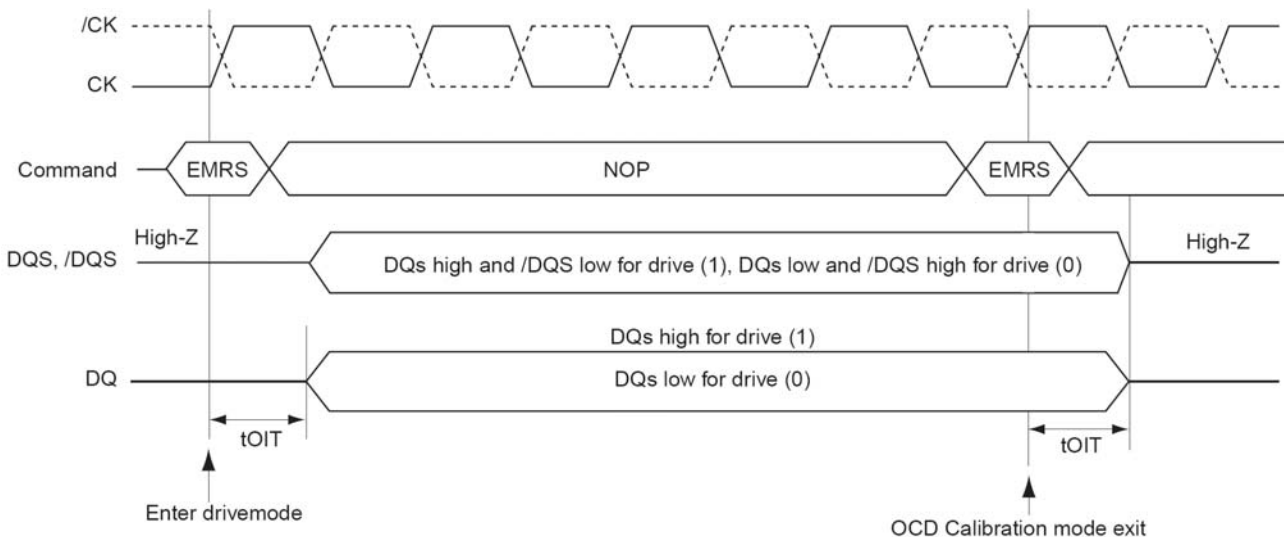 /CK
CK
Command
EMRS
NOP
EMRS
DQS, /DQS
High-Z
DQs high and /DQS low for drive (1), DQs low and /DQS high for drive (0)
High-Z
DQs high for drive (1)
DQ
DQs low for drive (0)
tOIT
tOIT
Enter drivemode
OCD Calibration mode exit